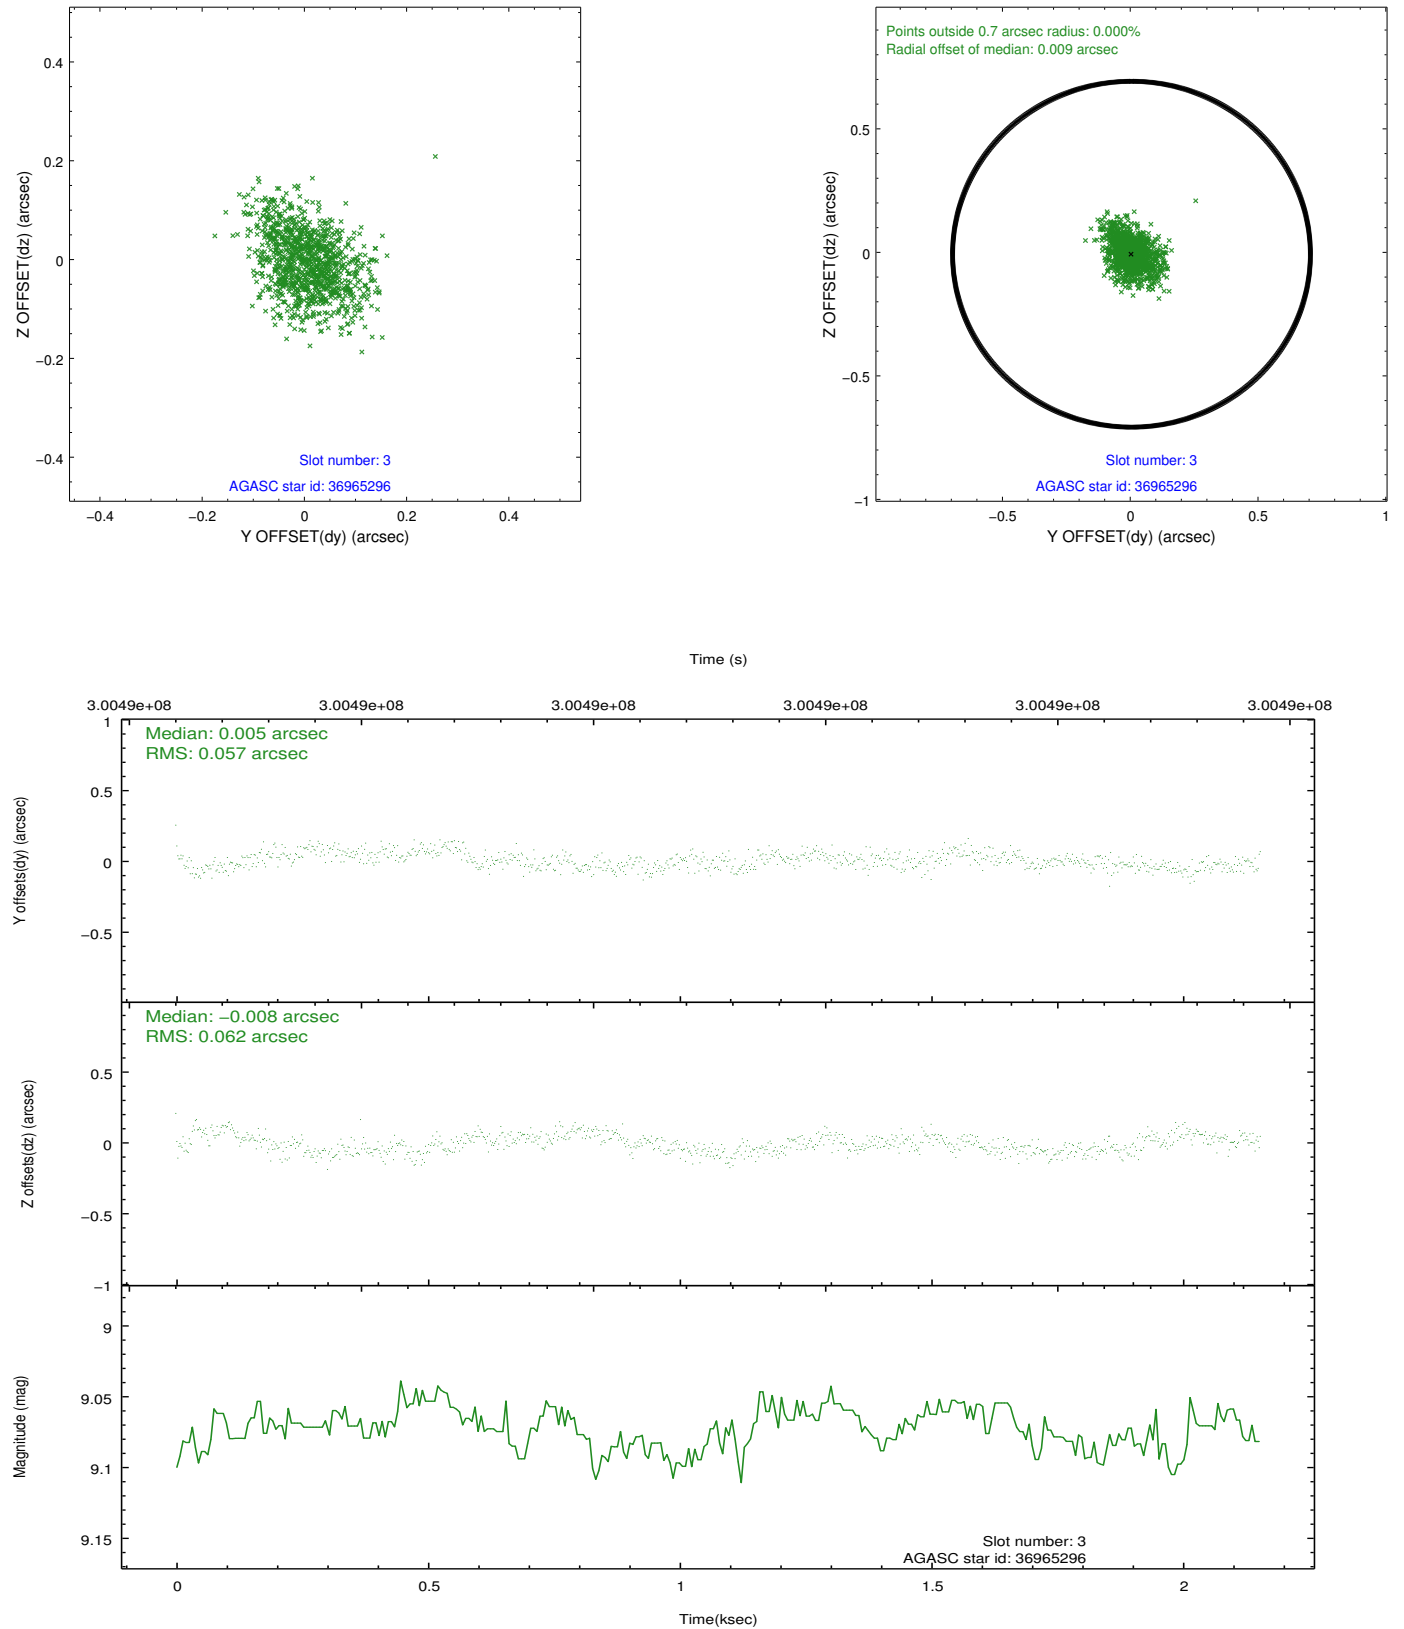 0.4
0.2
0
−0.2
−0.4
Z OFFSET(dz) (arcsec)
Slot number: 3
AGASC star id: 36965296
−0.4 −0.2 0 0.2 0.4
Y OFFSET(dy) (arcsec)
Points outside 0.7 arcsec radius: 0.000%
Radial offset of median: 0.009 arcsec
0.5
0
−0.5
−1
Z OFFSET(dz) (arcsec)
Slot number: 3
AGASC star id: 36965296
−0.5 0 0.5 1
Y OFFSET(dy) (arcsec)
Time (s)
3.0049e+08 3.0049e+08 3.0049e+08 3.0049e+08 3.0049e+08 3.0049e+08
Median: 0.005 arcsec
RMS: 0.057 arcsec
1
0.5
0
−0.5
Y offsets(dy) (arcsec)
Median: −0.008 arcsec
RMS: 0.062 arcsec
0.5
0
−0.5
−1
Z offsets(dz) (arcsec)
9
9.05
9.1
9.15
Magnitude (mag)
Slot number: 3
AGASC star id: 36965296
0 0.5 1 1.5 2
Time(ksec)